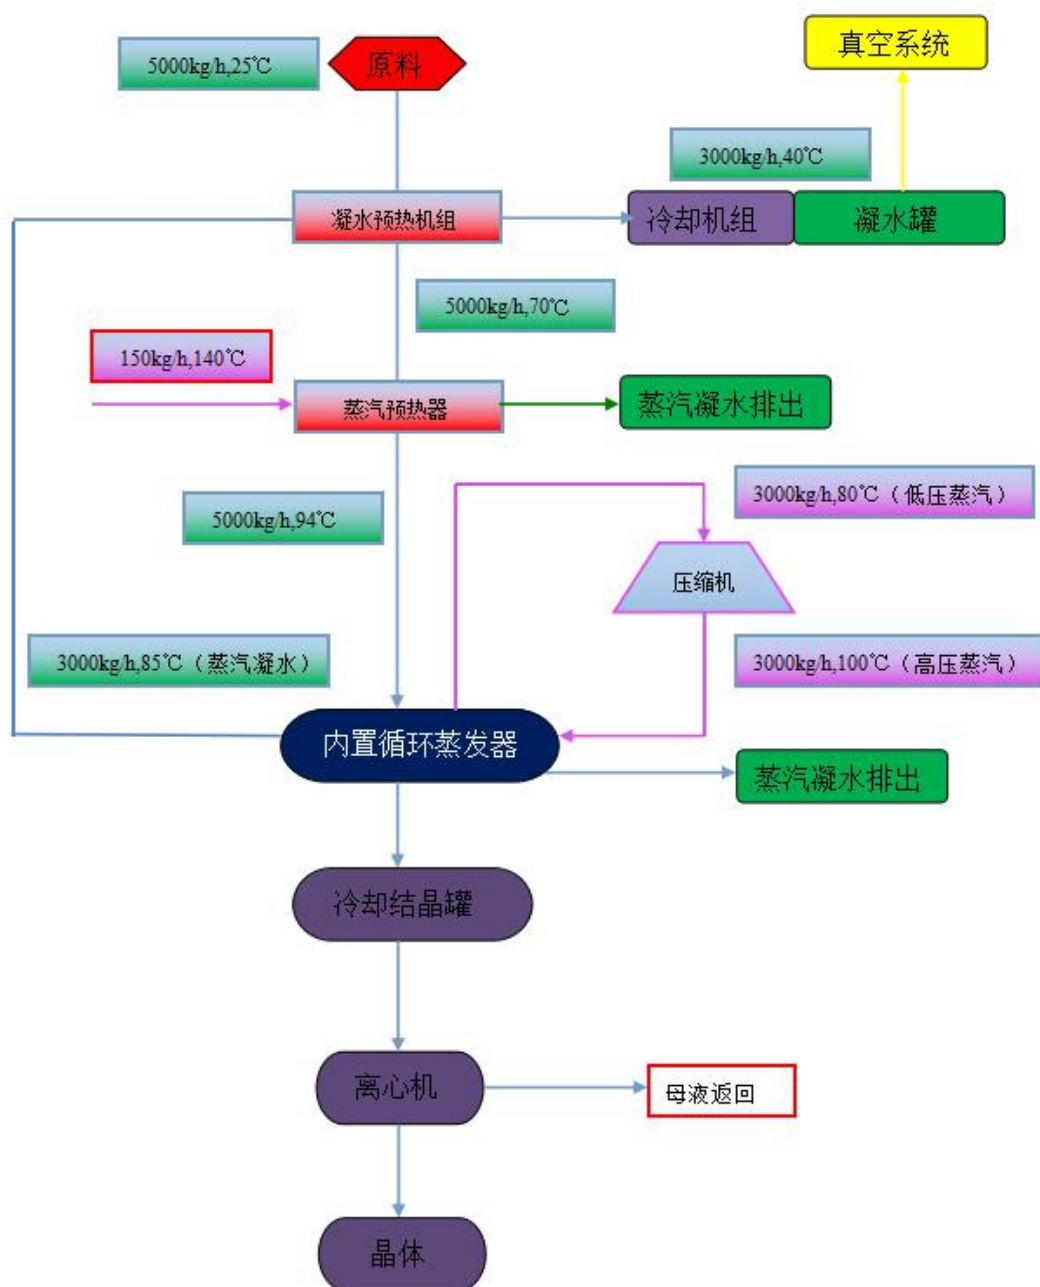 5000kg/h,25℃
原料
真空系统
3000kg/h,40℃
凝水预热机组
冷却机组
凝水罐
5000kg/h,70℃
150kg/h,140℃
蒸汽预热器
蒸汽凝水排出
5000kg/h,94℃
3000kg/h,80℃（低压蒸汽）
压缩机
3000kg/h,85℃（蒸汽凝水）
3000kg/h,100℃（高压蒸汽）
内置循环蒸发器
蒸汽凝水排出
冷却结晶罐
离心机
母液返回
晶体